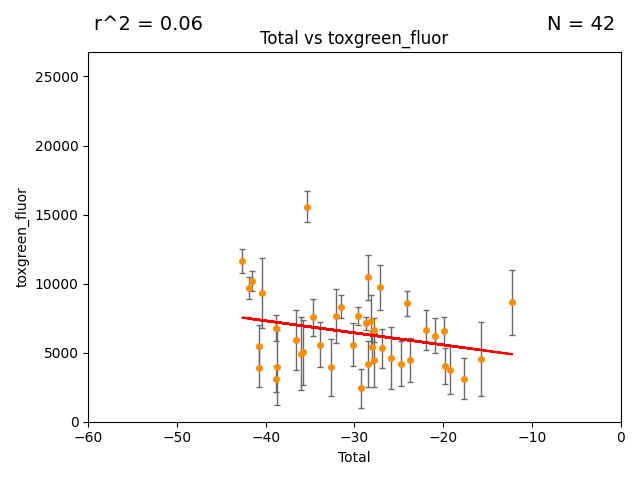 r^2 = 0.06
N = 42
Total vs toxgreen_fluor
25000
20000
15000
10000
5000
0
toxgreen_fluor
−60
−50
−40
−30
−20
−10
0
Total